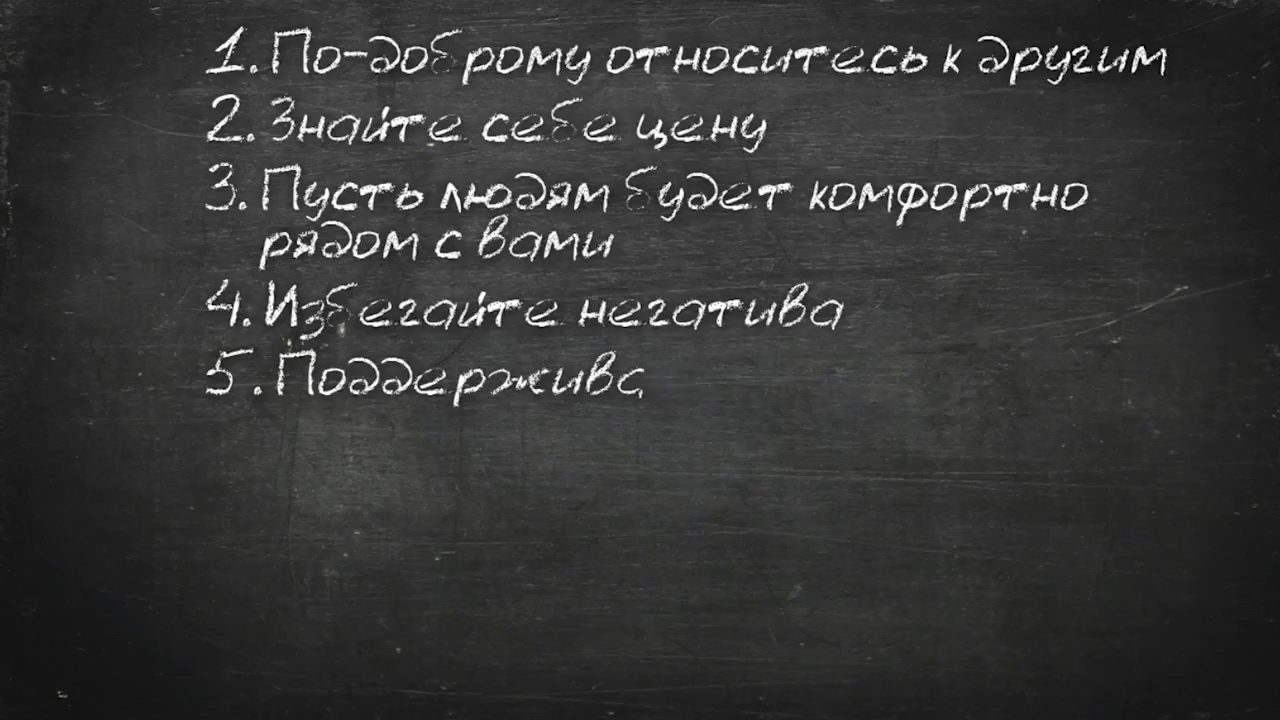 1. По-доброму относитесь к другим
2. Знайте себе цену
3. Пусть людям будет комфортно
рядом с вами
4. Избегайте негатива
5. Поддержива